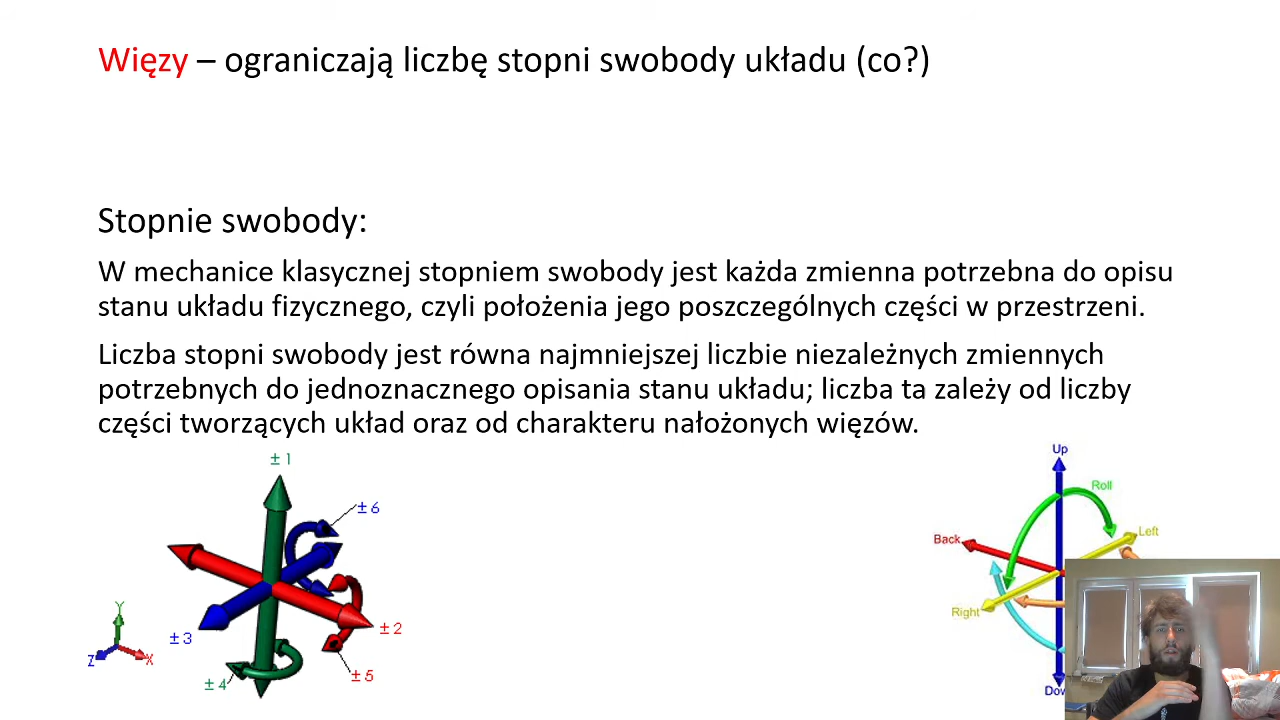 Więzy – ograniczają liczbę stopni swobody układu (co?)
Stopnie swobody:
W mechanice klasycznej stopniem swobody jest każda zmienna potrzebna do opisu
stanu układu fizycznego, czyli położenia jego poszczególnych części w przestrzeni.
Liczba stopni swobody jest równa najmniejszej liczbie niezależnych zmiennych
potrzebnych do jednoznacznego opisania stanu układu; liczba ta zależy od liczby
części tworzących układ oraz od charakteru nałożonych więzów.
± 1
± 6
± 2
± 3
± 5
± 4
Y
Z
X
Up
Roll
Left
Back
Right
Dow